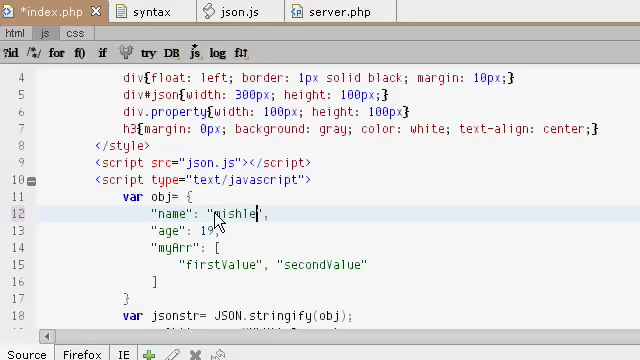 *index.php syntax json.js server.php
html js css
?id /*/ for f() if try DB js log
4 div{float: left; border: 1px solid black; margin: 10px;}
5 div#json{width: 300px; height: 100px;}
6 div.property{width: 100px; height: 100px}
7 h3{margin: 0px; background: gray; color: white; text-align: center;}
8 </style>
9 <script src="json.js"></script>
10 <script type="text/javascript">
11 var obj= {
12 "name": "mishle",
13 "age": 19,
14 "myArr": [
15 "firstValue", "secondValue"
16 ]
17 }
18 var jsonstr= JSON.stringify(obj);
Source Firefox IE